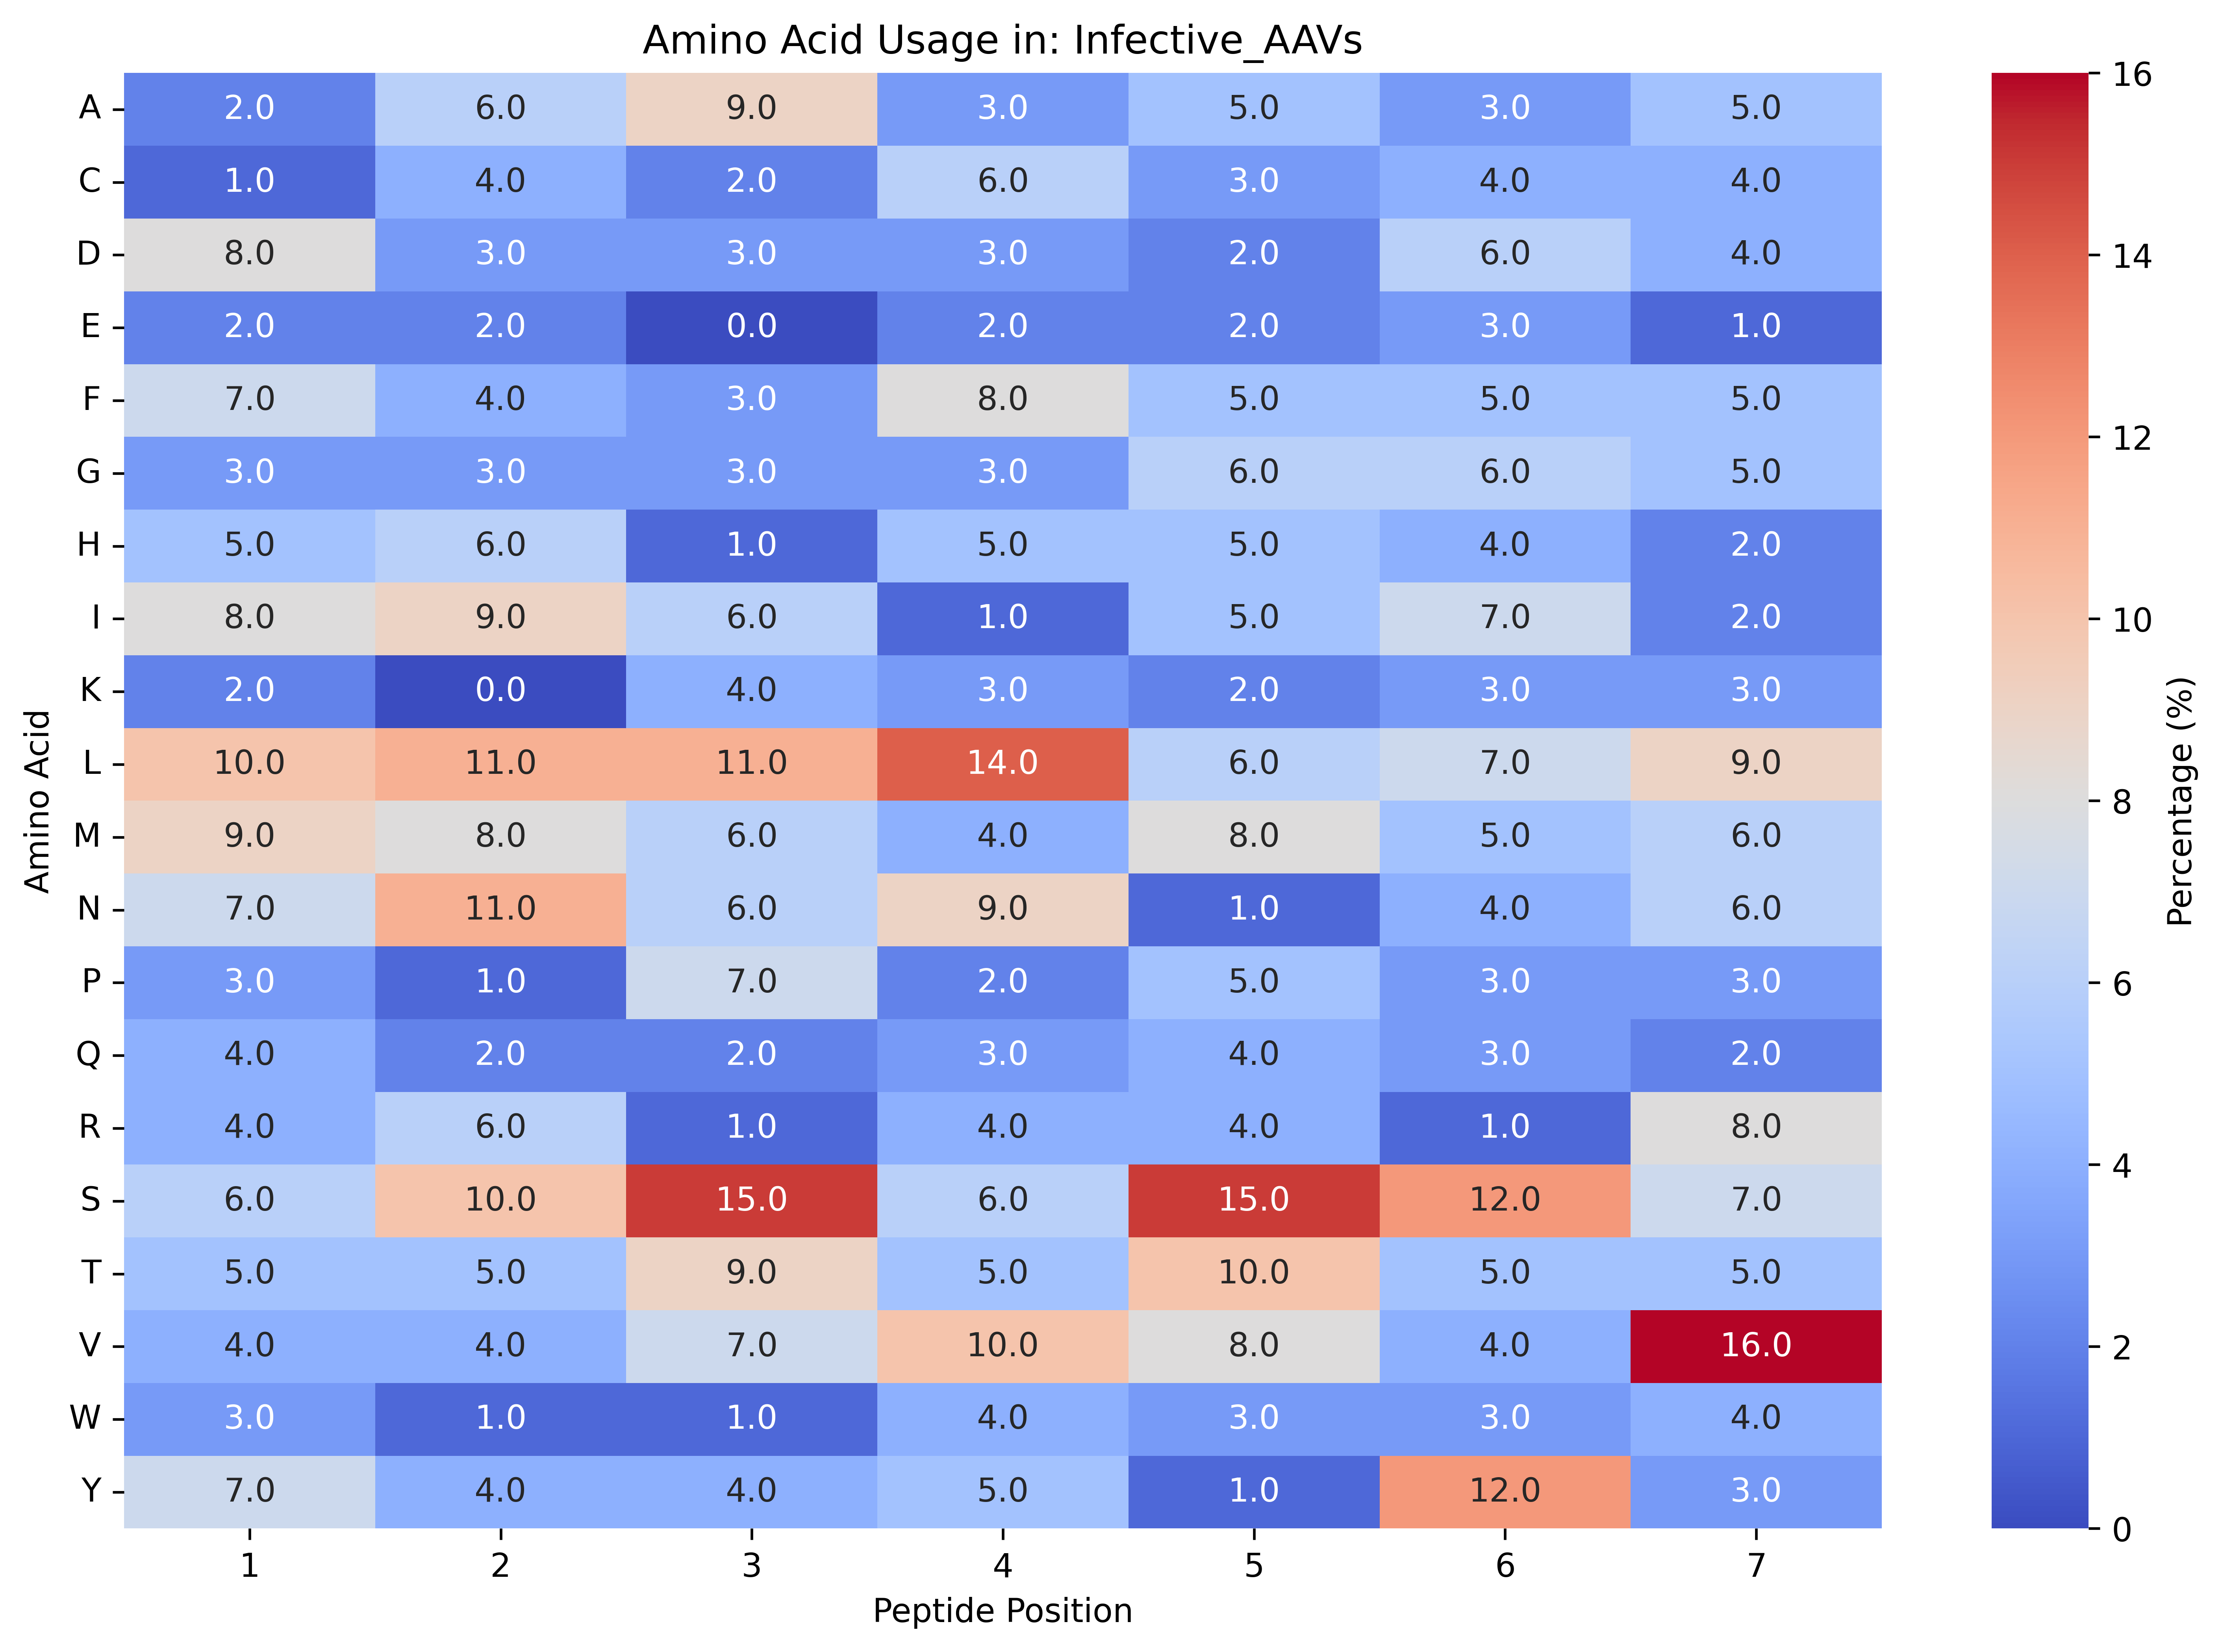 Amino Acid Usage in: Infective_AAVs
A 2.0 6.0 9.0 3.0 5.0 3.0 5.0
C 1.0 4.0 2.0 6.0 3.0 4.0 4.0
D 8.0 3.0 3.0 3.0 2.0 6.0 4.0
E 2.0 2.0 0.0 2.0 2.0 3.0 1.0
F 7.0 4.0 3.0 8.0 5.0 5.0 5.0
G 3.0 3.0 3.0 3.0 6.0 6.0 5.0
H 5.0 6.0 1.0 5.0 5.0 4.0 2.0
I 8.0 9.0 6.0 1.0 5.0 7.0 2.0
K 2.0 0.0 4.0 3.0 2.0 3.0 3.0
L 10.0 11.0 11.0 14.0 6.0 7.0 9.0
M 9.0 8.0 6.0 4.0 8.0 5.0 6.0
N 7.0 11.0 6.0 9.0 1.0 4.0 6.0
P 3.0 1.0 7.0 2.0 5.0 3.0 3.0
Q 4.0 2.0 2.0 3.0 4.0 3.0 2.0
R 4.0 6.0 1.0 4.0 4.0 1.0 8.0
S 6.0 10.0 15.0 6.0 15.0 12.0 7.0
T 5.0 5.0 9.0 5.0 10.0 5.0 5.0
V 4.0 4.0 7.0 10.0 8.0 4.0 16.0
W 3.0 1.0 1.0 4.0 3.0 3.0 4.0
Y 7.0 4.0 4.0 5.0 1.0 12.0 3.0
1 2 3 4 5 6 7
Peptide Position
Amino Acid
16
14
12
10
8
6
4
2
0
Percentage (%)